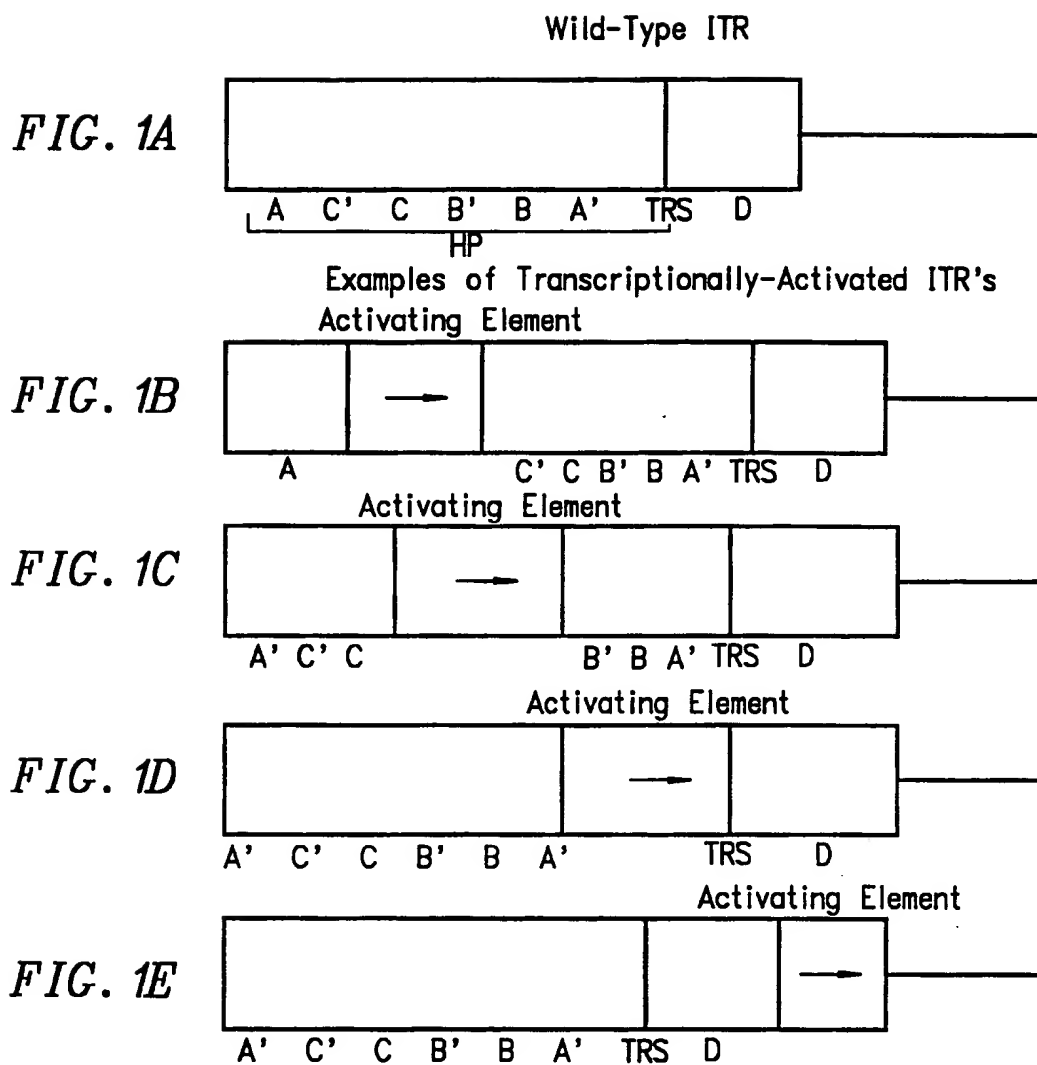 Wild-Type ITR
FIG. 1A
A C' C B' B A' TRS D
HP
Examples of Transcriptionally-Activated ITR's
Activating Element
FIG. 1B
A C' C B' B A' TRS D
Activating Element
FIG. 1C
A' C' C B' B A' TRS D
Activating Element
FIG. 1D
A' C' C B' B A' TRS D
Activating Element
FIG. 1E
A' C' C B' B A' TRS D